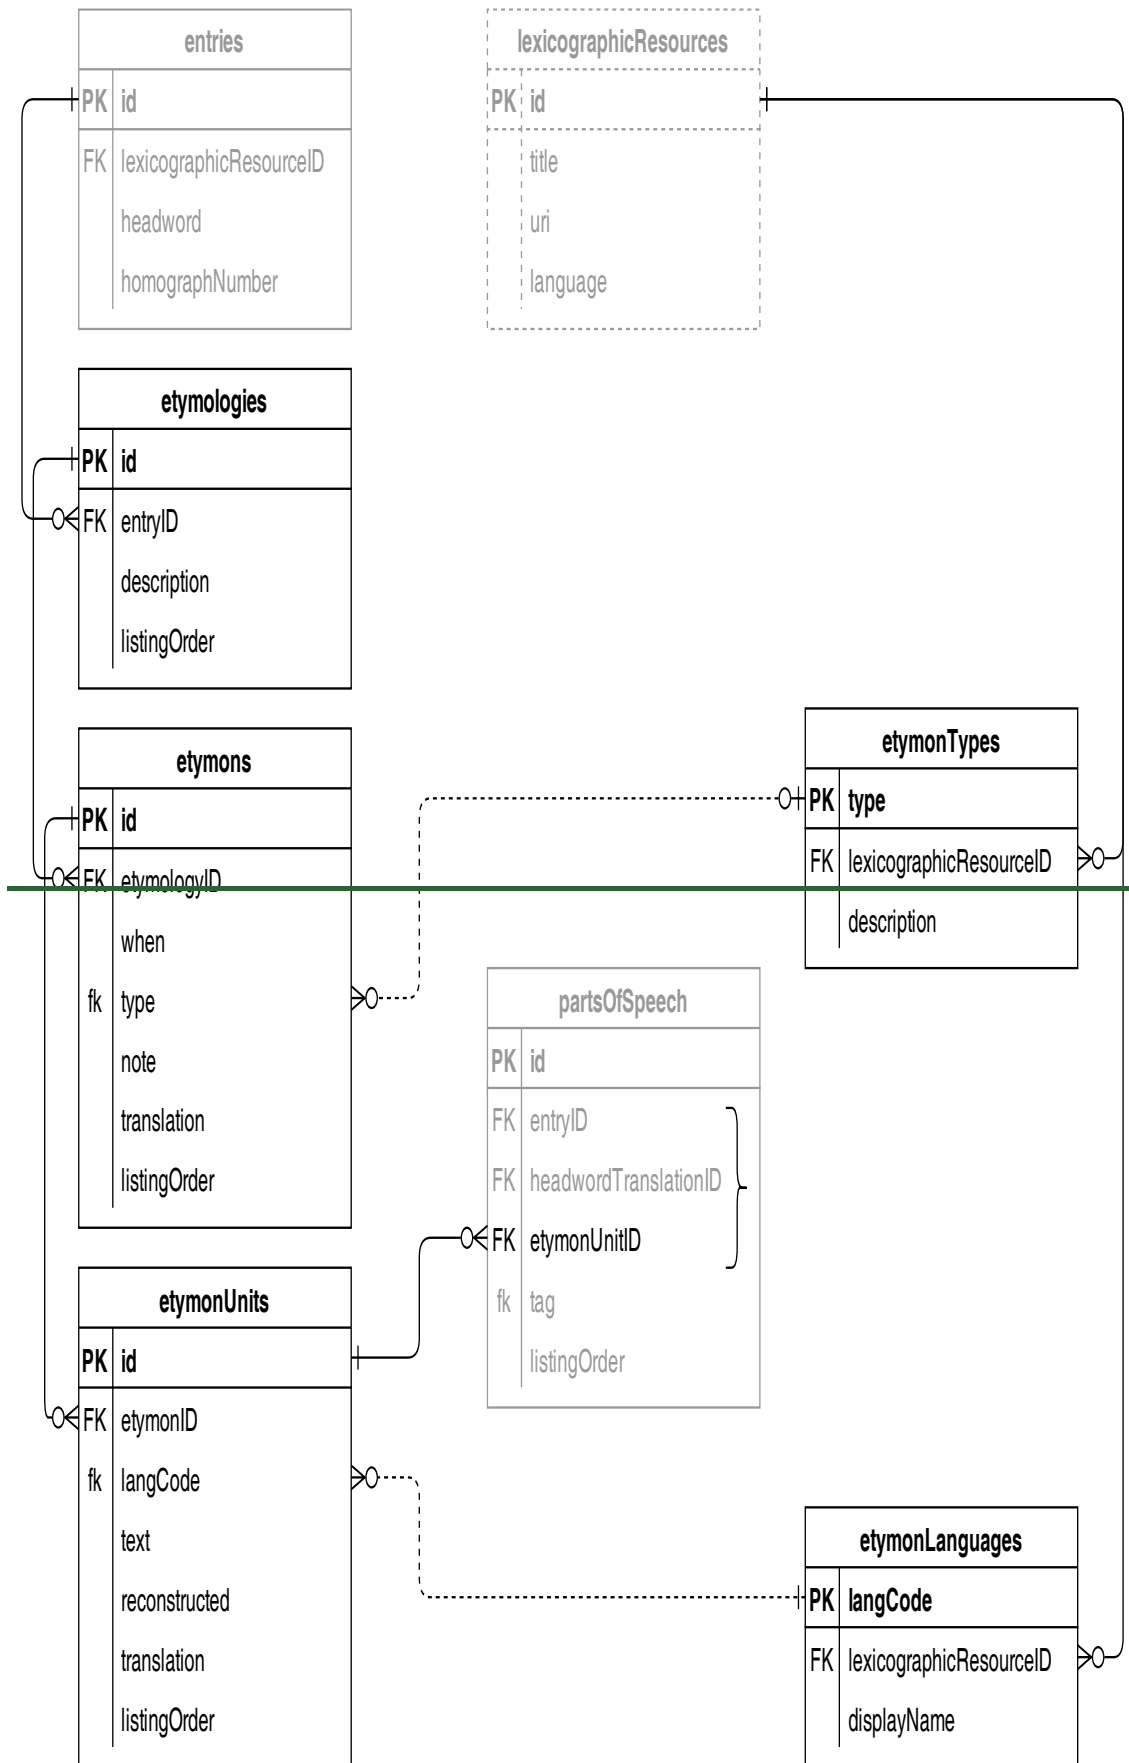 entries
PK id
FK lexicographicResourceID
headword
homographNumber
lexicographicResources
PK id
title
uri
language
etymologies
PK id
FK entryID
description
listingOrder
etymons
PK id
FK etymologyID
when
fk type
note
translation
listingOrder
etymonTypes
PK type
FK lexicographicResourceID
description
partsOfSpeech
PK id
FK entryID
FK headwordTranslationID
FK etymonUnitID
fk tag
listingOrder
etymonUnits
PK id
FK etymonID
fk langCode
text
reconstructed
translation
listingOrder
etymonLanguages
PK langCode
FK lexicographicResourceID
displayName